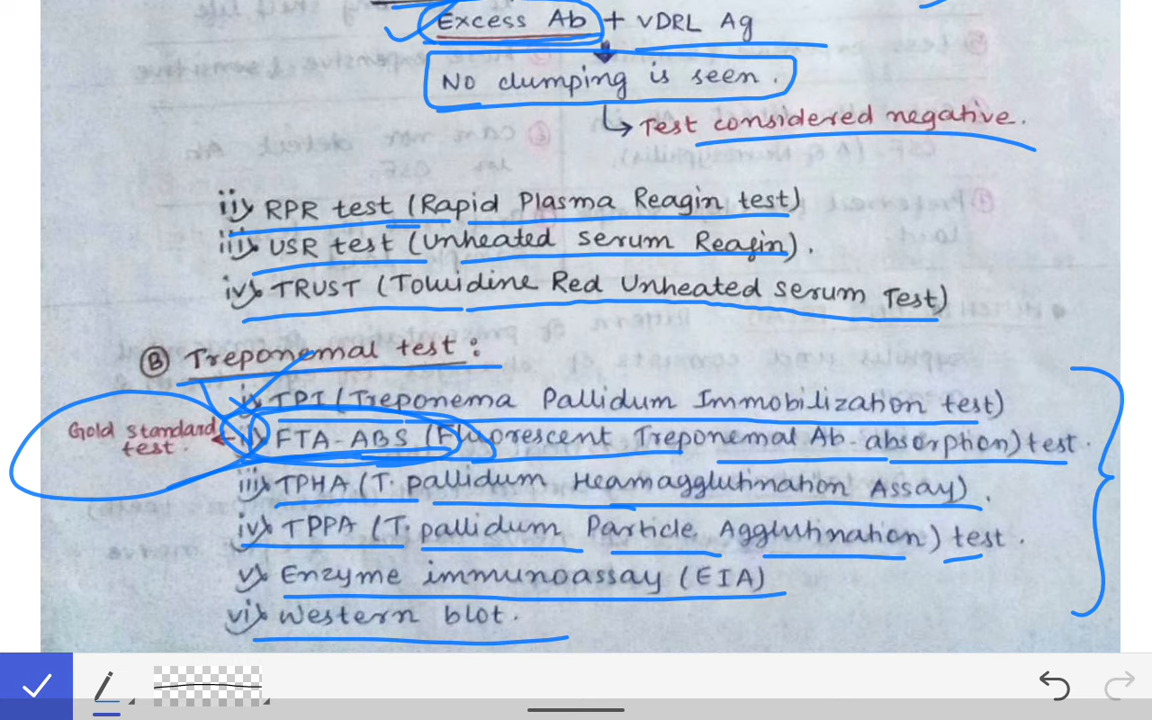 Excess Ab + VDRL Ag
No clumping is seen.
↳ Test considered negative.
ii) RPR test (Rapid Plasma Reagin test)
iii) USR test (Unheated Serum Reagin).
iv) TRUST (Toluidine Red Unheated Serum Test)
(B) Treponemal test :
i) TPI (Treponema Pallidum Immobilization test)
Gold standard test. ← ii) FTA-ABS (Fluorescent Treponemal Ab-absorption) test.
iii) TPHA (T. pallidum Heamagglutination Assay).
iv) TPPA (T. pallidum Particle Agglutination) test.
v) Enzyme immunoassay (EIA)
vi) Western blot.